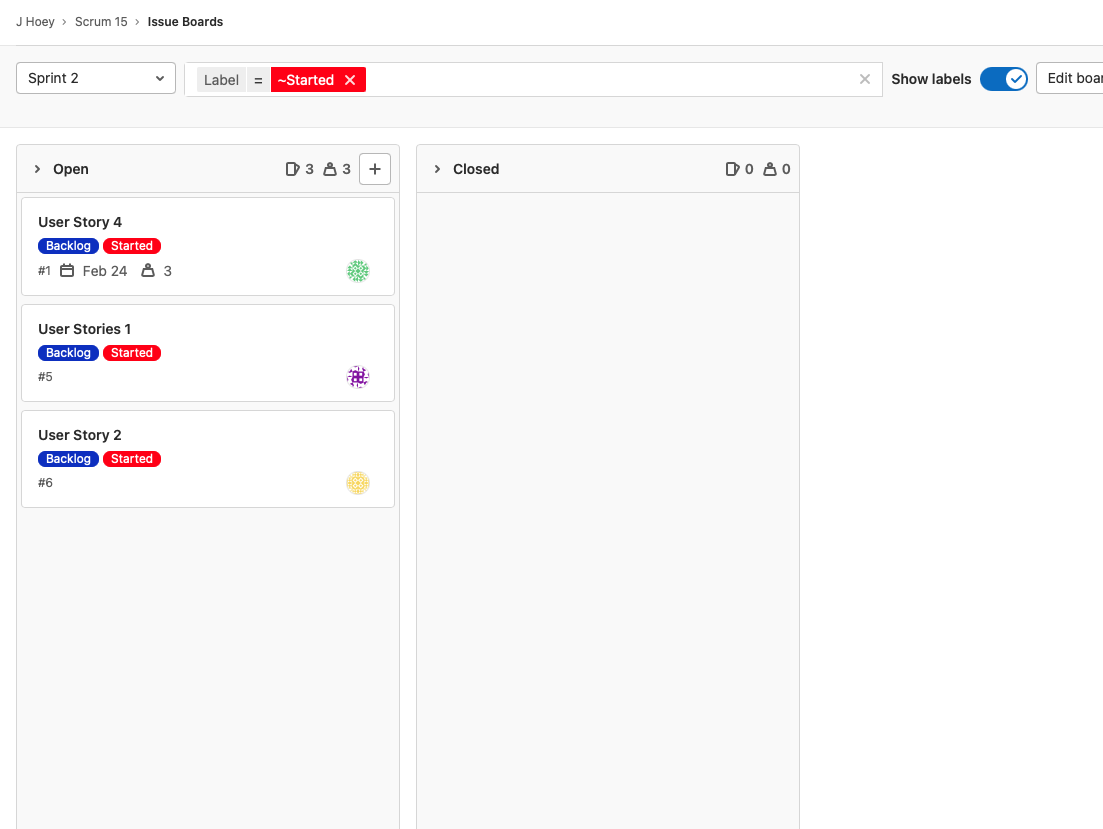 J Hoey › Scrum 15 › Issue Boards
Sprint 2
Label = ~Started
Show labels
Edit boar
Open 3 3
Closed 0 0
User Story 4
Backlog Started
#1 Feb 24 3
User Stories 1
Backlog Started
#5
User Story 2
Backlog Started
#6